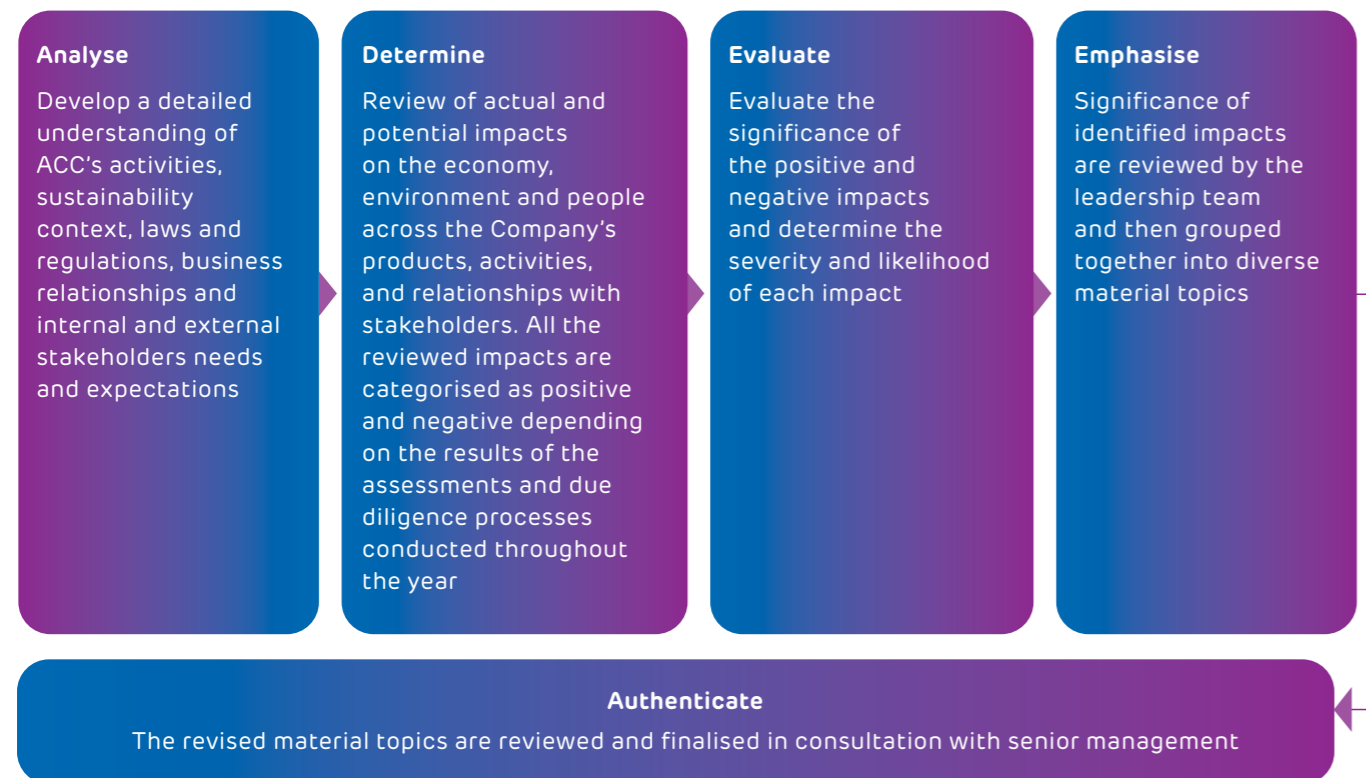 Analyse
Develop a detailed
understanding of
ACC's activities,
sustainability
context, laws and
regulations, business
relationships and
internal and external
stakeholders needs
and expectations
Determine
Review of actual and
potential impacts
on the economy,
environment and people
across the Company's
products, activities,
and relationships with
stakeholders. All the
reviewed impacts are
categorised as positive
and negative depending
on the results of the
assessments and due
diligence processes
conducted throughout
the year
Evaluate
Evaluate the
significance of
the positive and
negative impacts
and determine the
severity and likelihood
of each impact
Emphasise
Significance of
identified impacts
are reviewed by the
leadership team
and then grouped
together into diverse
material topics
Authenticate
The revised material topics are reviewed and finalised in consultation with senior management